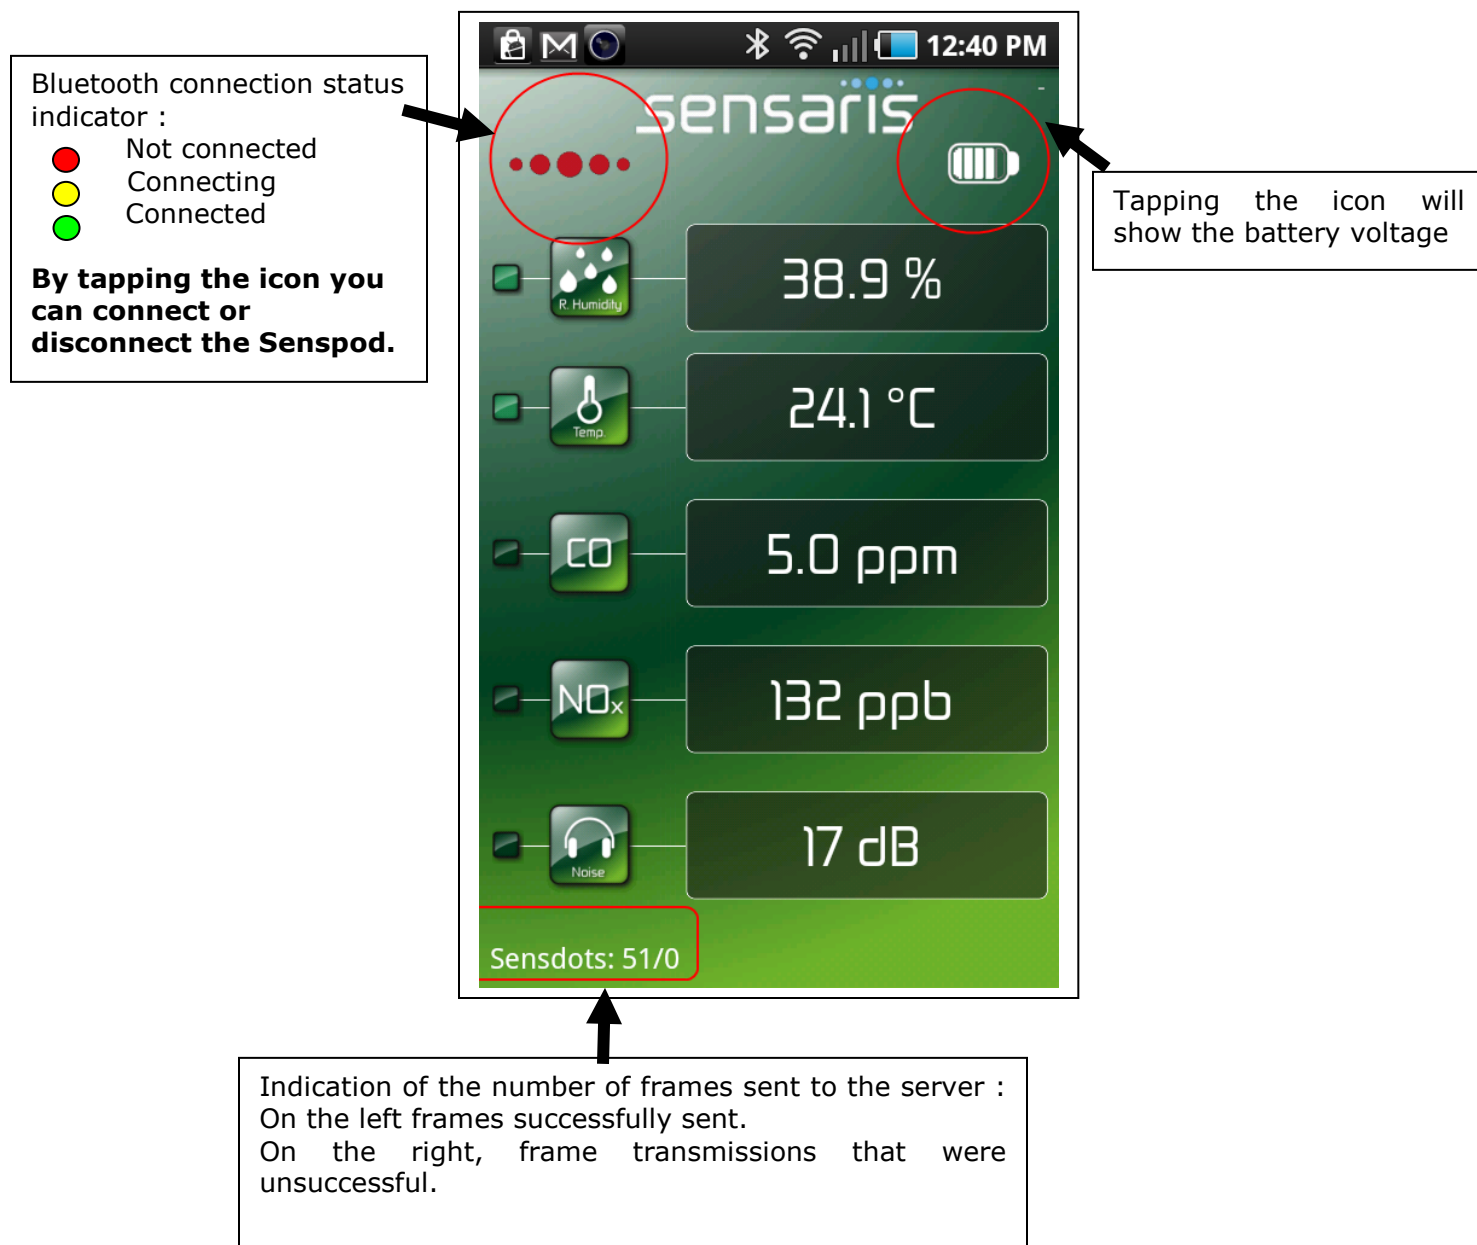 12:40 PM
Bluetooth connection status
indicator :
Not connected
Connecting
Connected
By tapping the icon you
can connect or
disconnect the Senspod.
sensaris
-
Tapping the icon will
show the battery voltage
R. Humidity
38.9 %
Temp.
24.1 °C
CO
5.0 ppm
NOx
132 ppb
Noise
17 dB
Sensdots: 51/0
Indication of the number of frames sent to the server :
On the left frames successfully sent.
On the right, frame transmissions that were
unsuccessful.